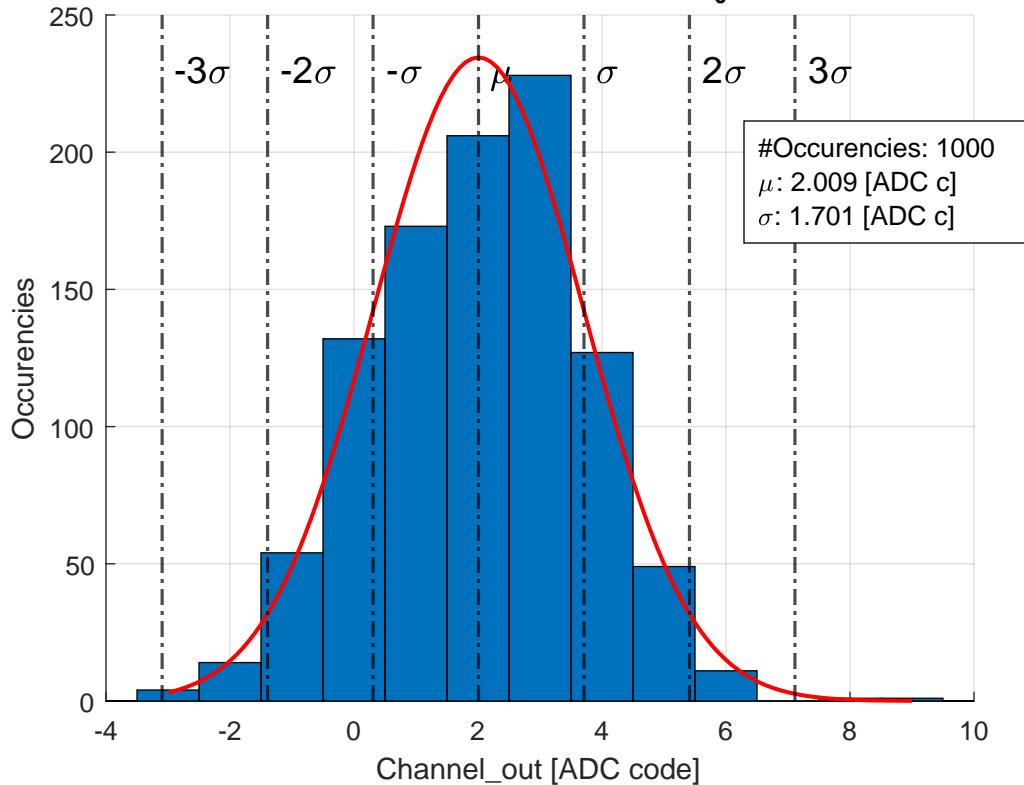 250
200
150
100
50
0
-3σ
-2σ
-σ
μ
σ
2σ
3σ
#Occurencies: 1000
μ: 2.009 [ADC c]
σ: 1.701 [ADC c]
Occurencies
-4
-2
0
2
4
6
8
10
Channel_out [ADC code]